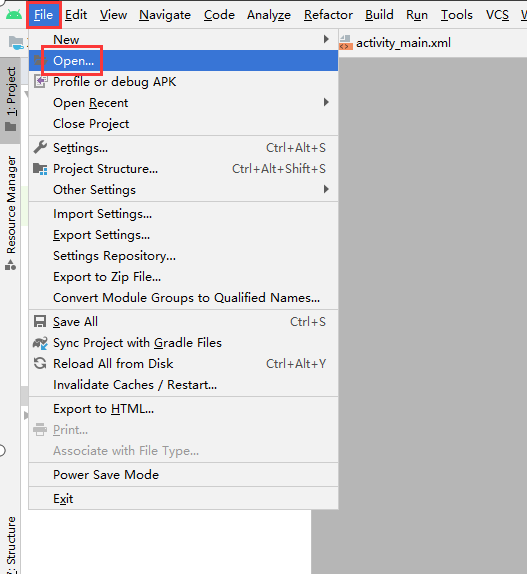 File Edit View Navigate Code Analyze Refactor Build Run Tools VCS
activity_main.xml
1: Project
Resource Manager
7: Structure
New
Open...
Profile or debug APK
Open Recent
Close Project
Settings... Ctrl+Alt+S
Project Structure... Ctrl+Alt+Shift+S
Other Settings
Import Settings...
Export Settings...
Settings Repository...
Export to Zip File...
Convert Module Groups to Qualified Names...
Save All Ctrl+S
Sync Project with Gradle Files
Reload All from Disk Ctrl+Alt+Y
Invalidate Caches / Restart...
Export to HTML...
Print...
Associate with File Type...
Power Save Mode
Exit